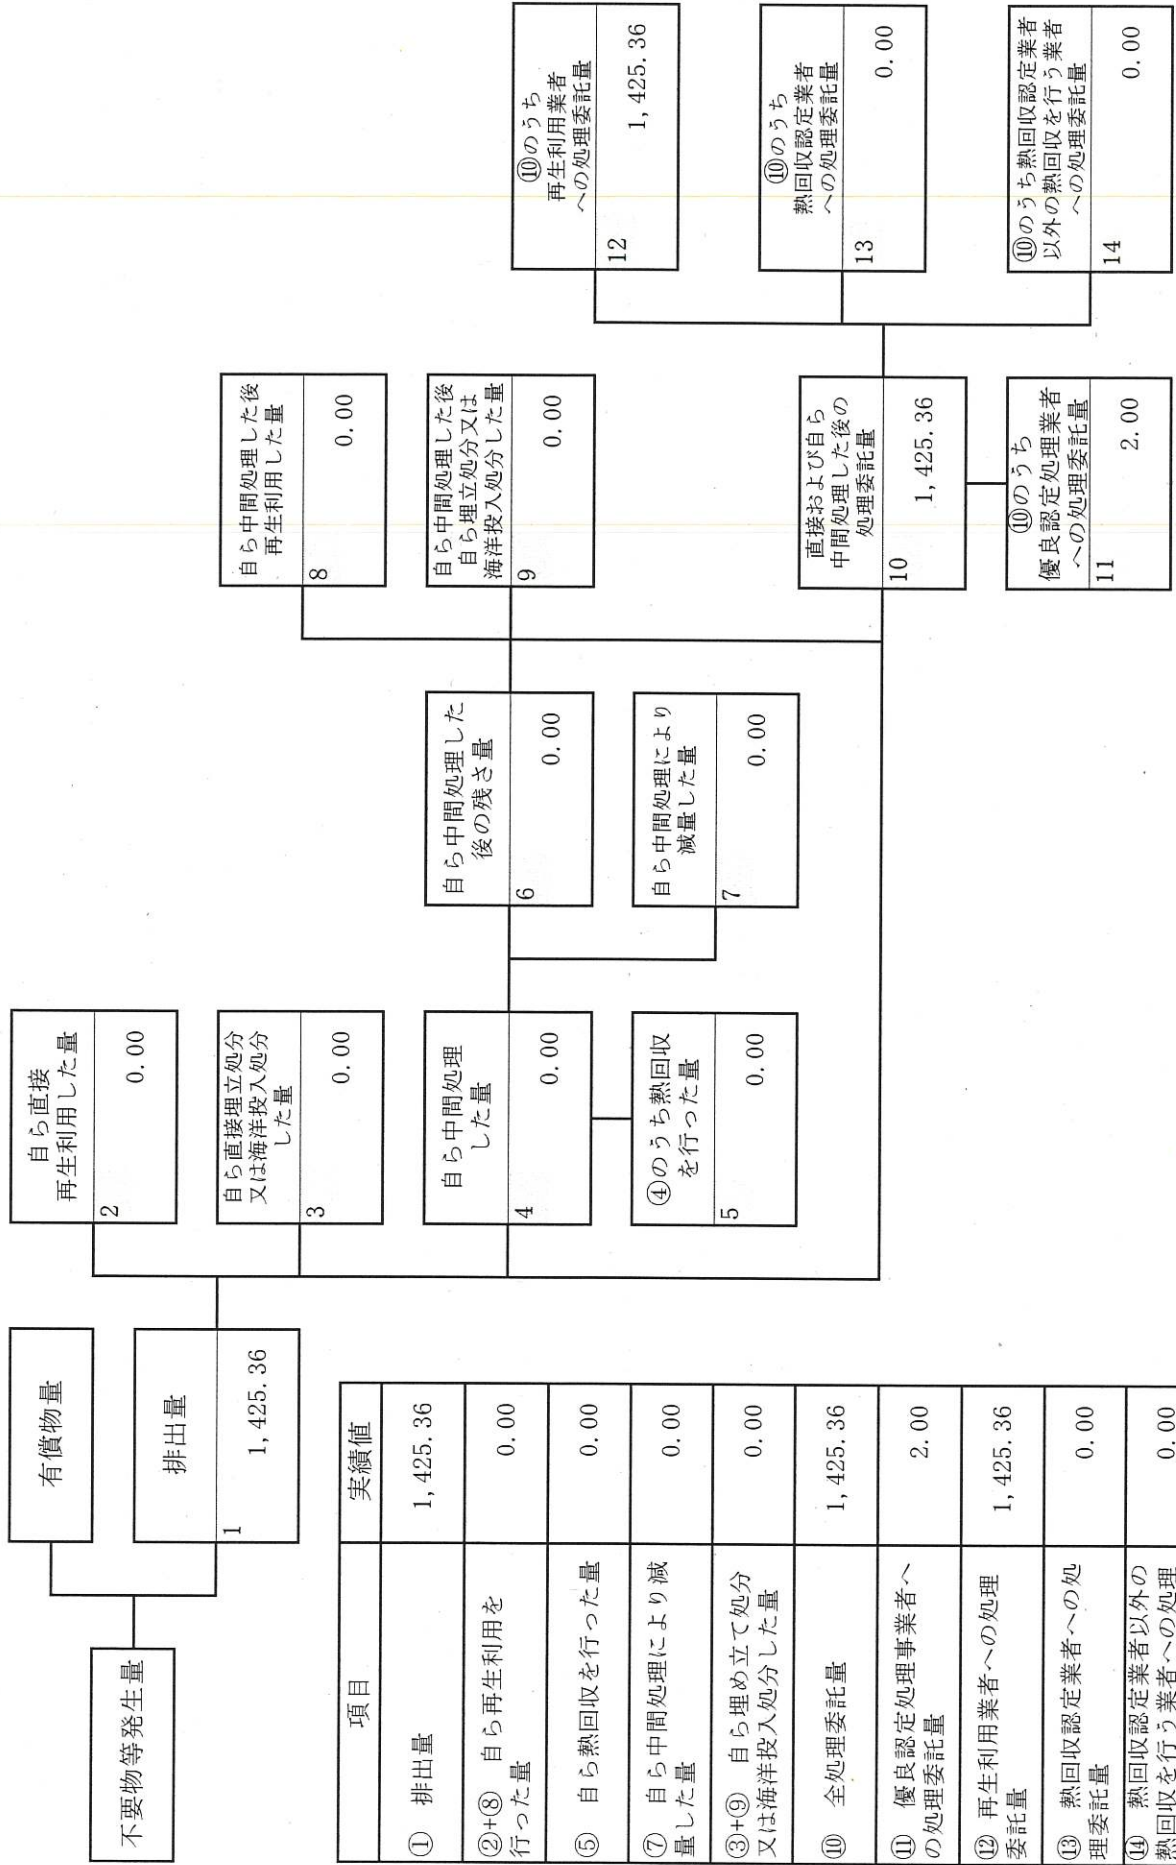 不要物等発生量
有償物量
排出量
1
1,425.36
自ら直接
再生利用した量
2
0.00
自ら直接埋立処分
又は海洋投入処分
した量
3
0.00
自ら中間処理
した量
4
0.00
④のうち熱回収
を行った量
5
0.00
自ら中間処理した
後の残さ量
6
0.00
自ら中間処理により
減量した量
7
0.00
自ら中間処理した後
再生利用した量
8
0.00
自ら中間処理した後
自ら埋立処分又は
海洋投入処分した量
9
0.00
直接および自ら
中間処理した後の
処理委託量
10
1,425.36
⑩のうち
優良認定処理業者
への処理委託量
11
2.00
⑩のうち
再生利用業者
への処理委託量
12
1,425.36
⑩のうち
熱回収認定業者
への処理委託量
13
0.00
⑩のうち熱回収認定業者
以外の熱回収を行う業者
への処理委託量
14
0.00
項目 実績値
① 排出量 1,425.36
②+⑧ 自ら再生利用を
行った量 0.00
⑤ 自ら熱回収を行った量 0.00
⑦ 自ら中間処理により減
量した量 0.00
③+⑨ 自ら埋め立て処分
又は海洋投入処分した量 0.00
⑩ 全処理委託量 1,425.36
⑪ 優良認定処理事業者へ
の処理委託量 2.00
⑫ 再生利用業者への処理
委託量 1,425.36
⑬ 熱回収認定業者への処
理委託量 0.00
⑭ 熱回収認定業者以外の
熱回収を行う業者への処理 0.00